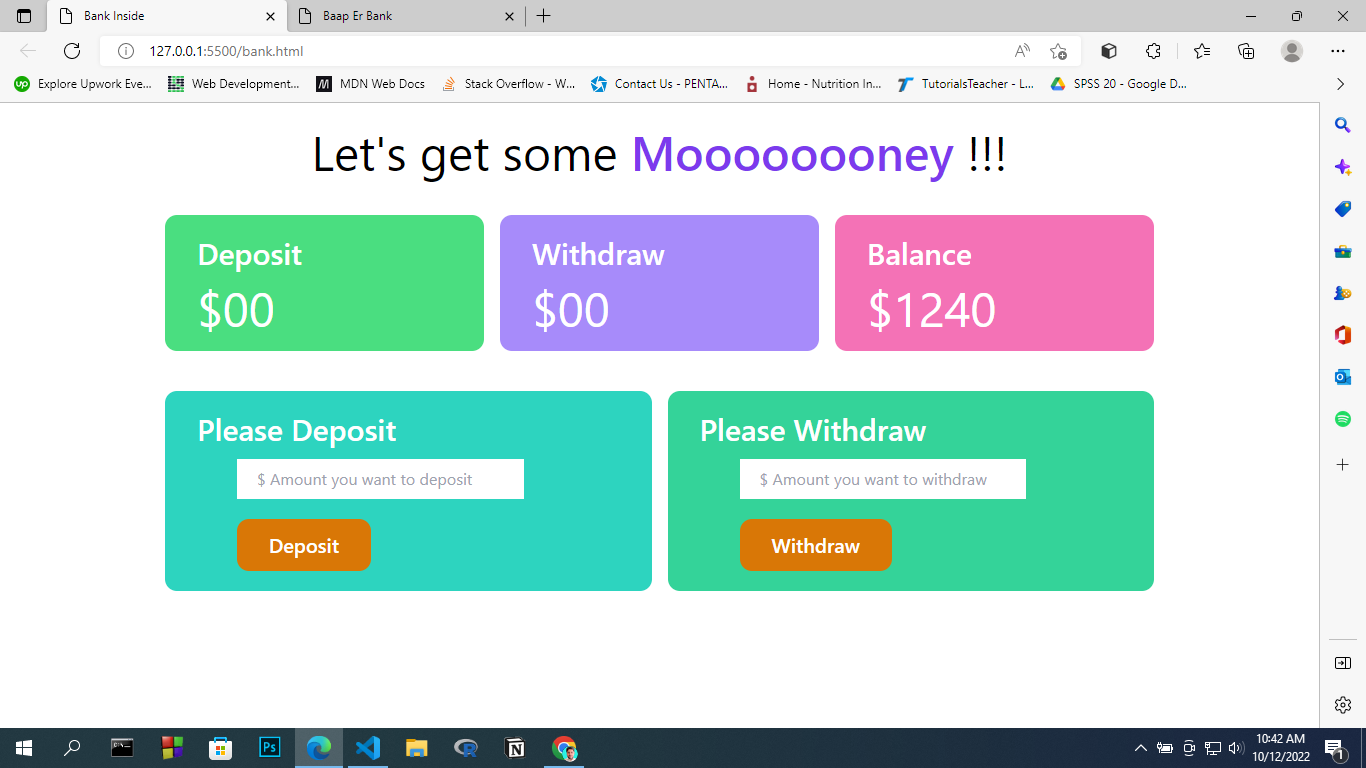 Bank Inside
Baap Er Bank
127.0.0.1:5500/bank.html
Explore Upwork Eve... Web Development... MDN Web Docs Stack Overflow - W... Contact Us - PENTA... Home - Nutrition In... TutorialsTeacher - L... SPSS 20 - Google D...
Let's get some Mooooooooney !!!
Deposit
$00
Withdraw
$00
Balance
$1240
Please Deposit
$ Amount you want to deposit
Deposit
Please Withdraw
$ Amount you want to withdraw
Withdraw
10:42 AM
10/12/2022
1